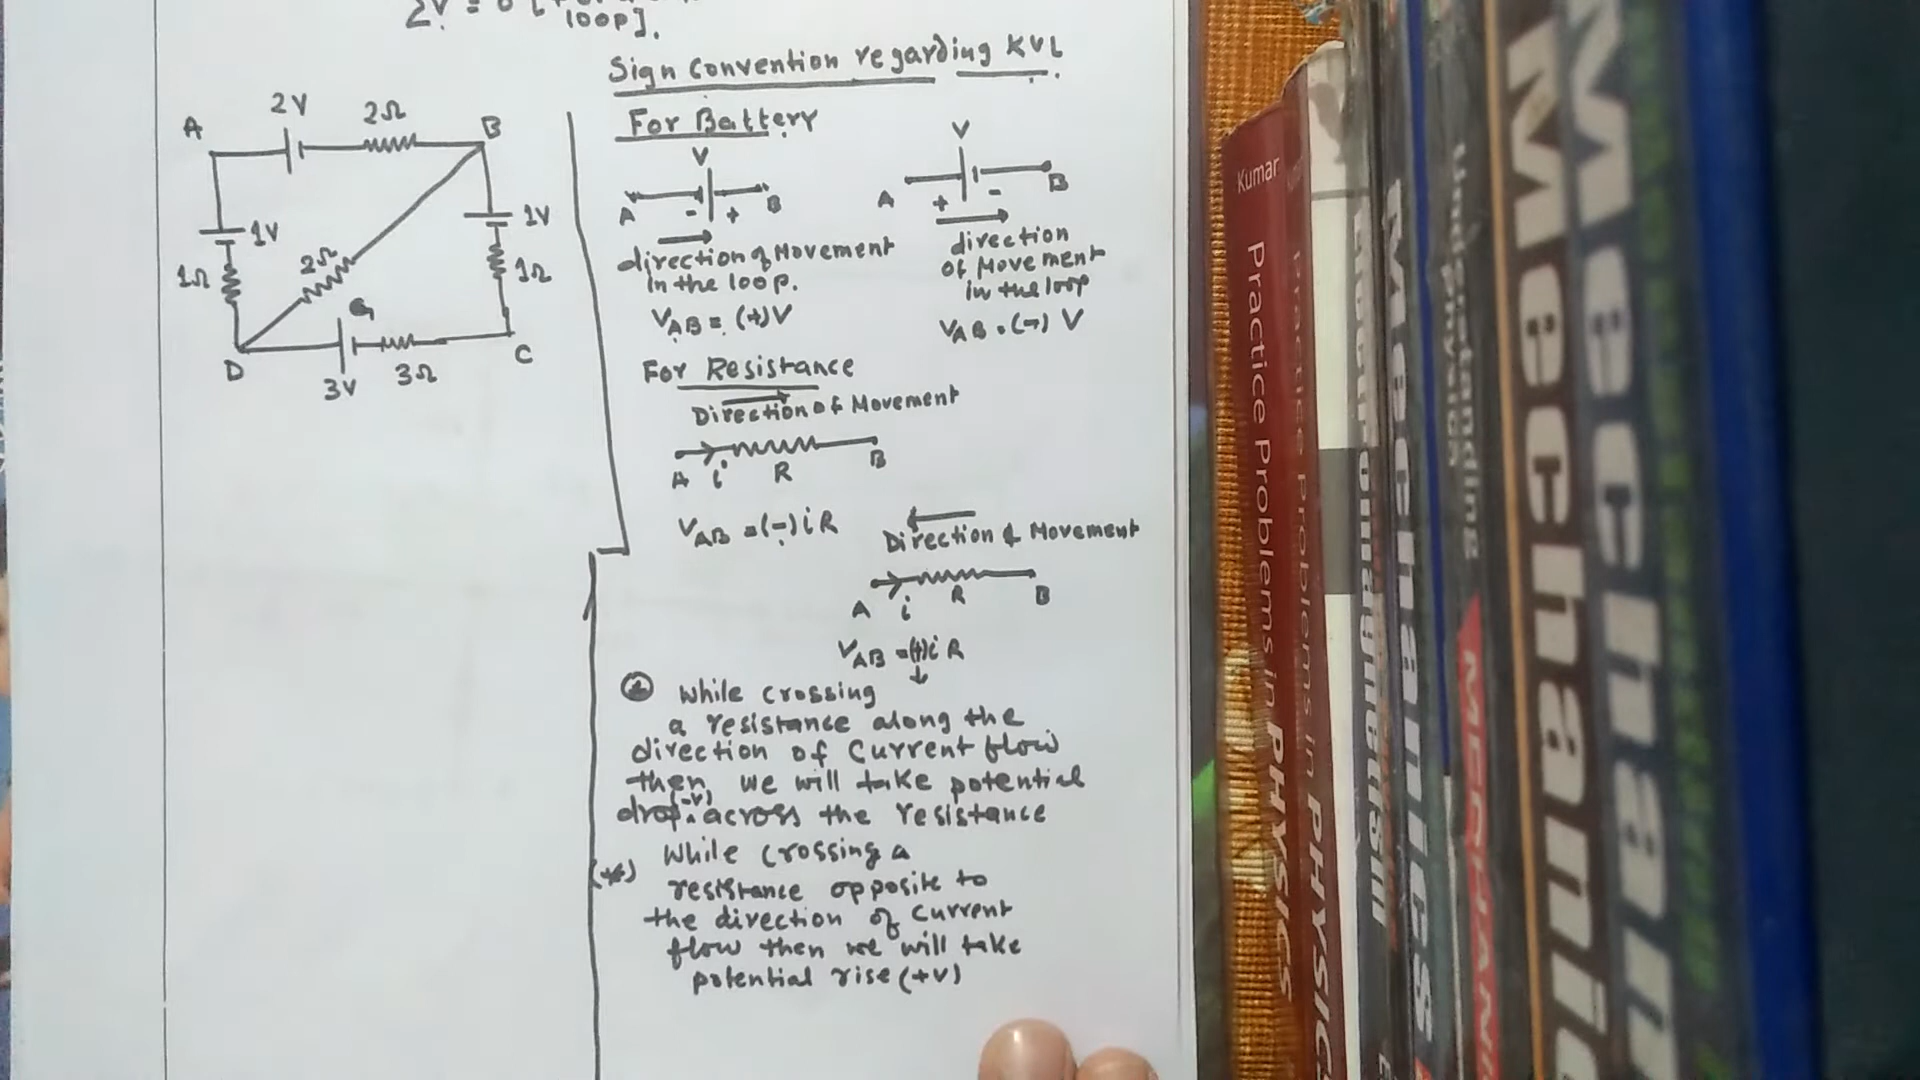 loop].
Sign Convention regarding KVL
For Battery
A
2V
2Ω
B
1V
1Ω
2Ω
1V
1Ω
G
D
3V
3Ω
C
V
A
-
+
B
direction of Movement
in the loop.
VAB = (+)V
V
A
+
-
B
direction
of Movement
in the loop
VAB = (-) V
For Resistance
Direction of Movement
A
i
R
B
VAB = (-) i R
Direction of Movement
A
i
R
B
VAB = (+)i R
While crossing
a resistance along the
direction of current flow
then, we will take potential
drop (-v) across the resistance
While crossing a
resistance opposite to
the direction of current
flow then we will take
potential rise (+v)
Kumar
Practice Problems in PHYSICS
Practice Problems in PHYSICS
Understanding
Physics
Mechanics
Mechani
Mechan